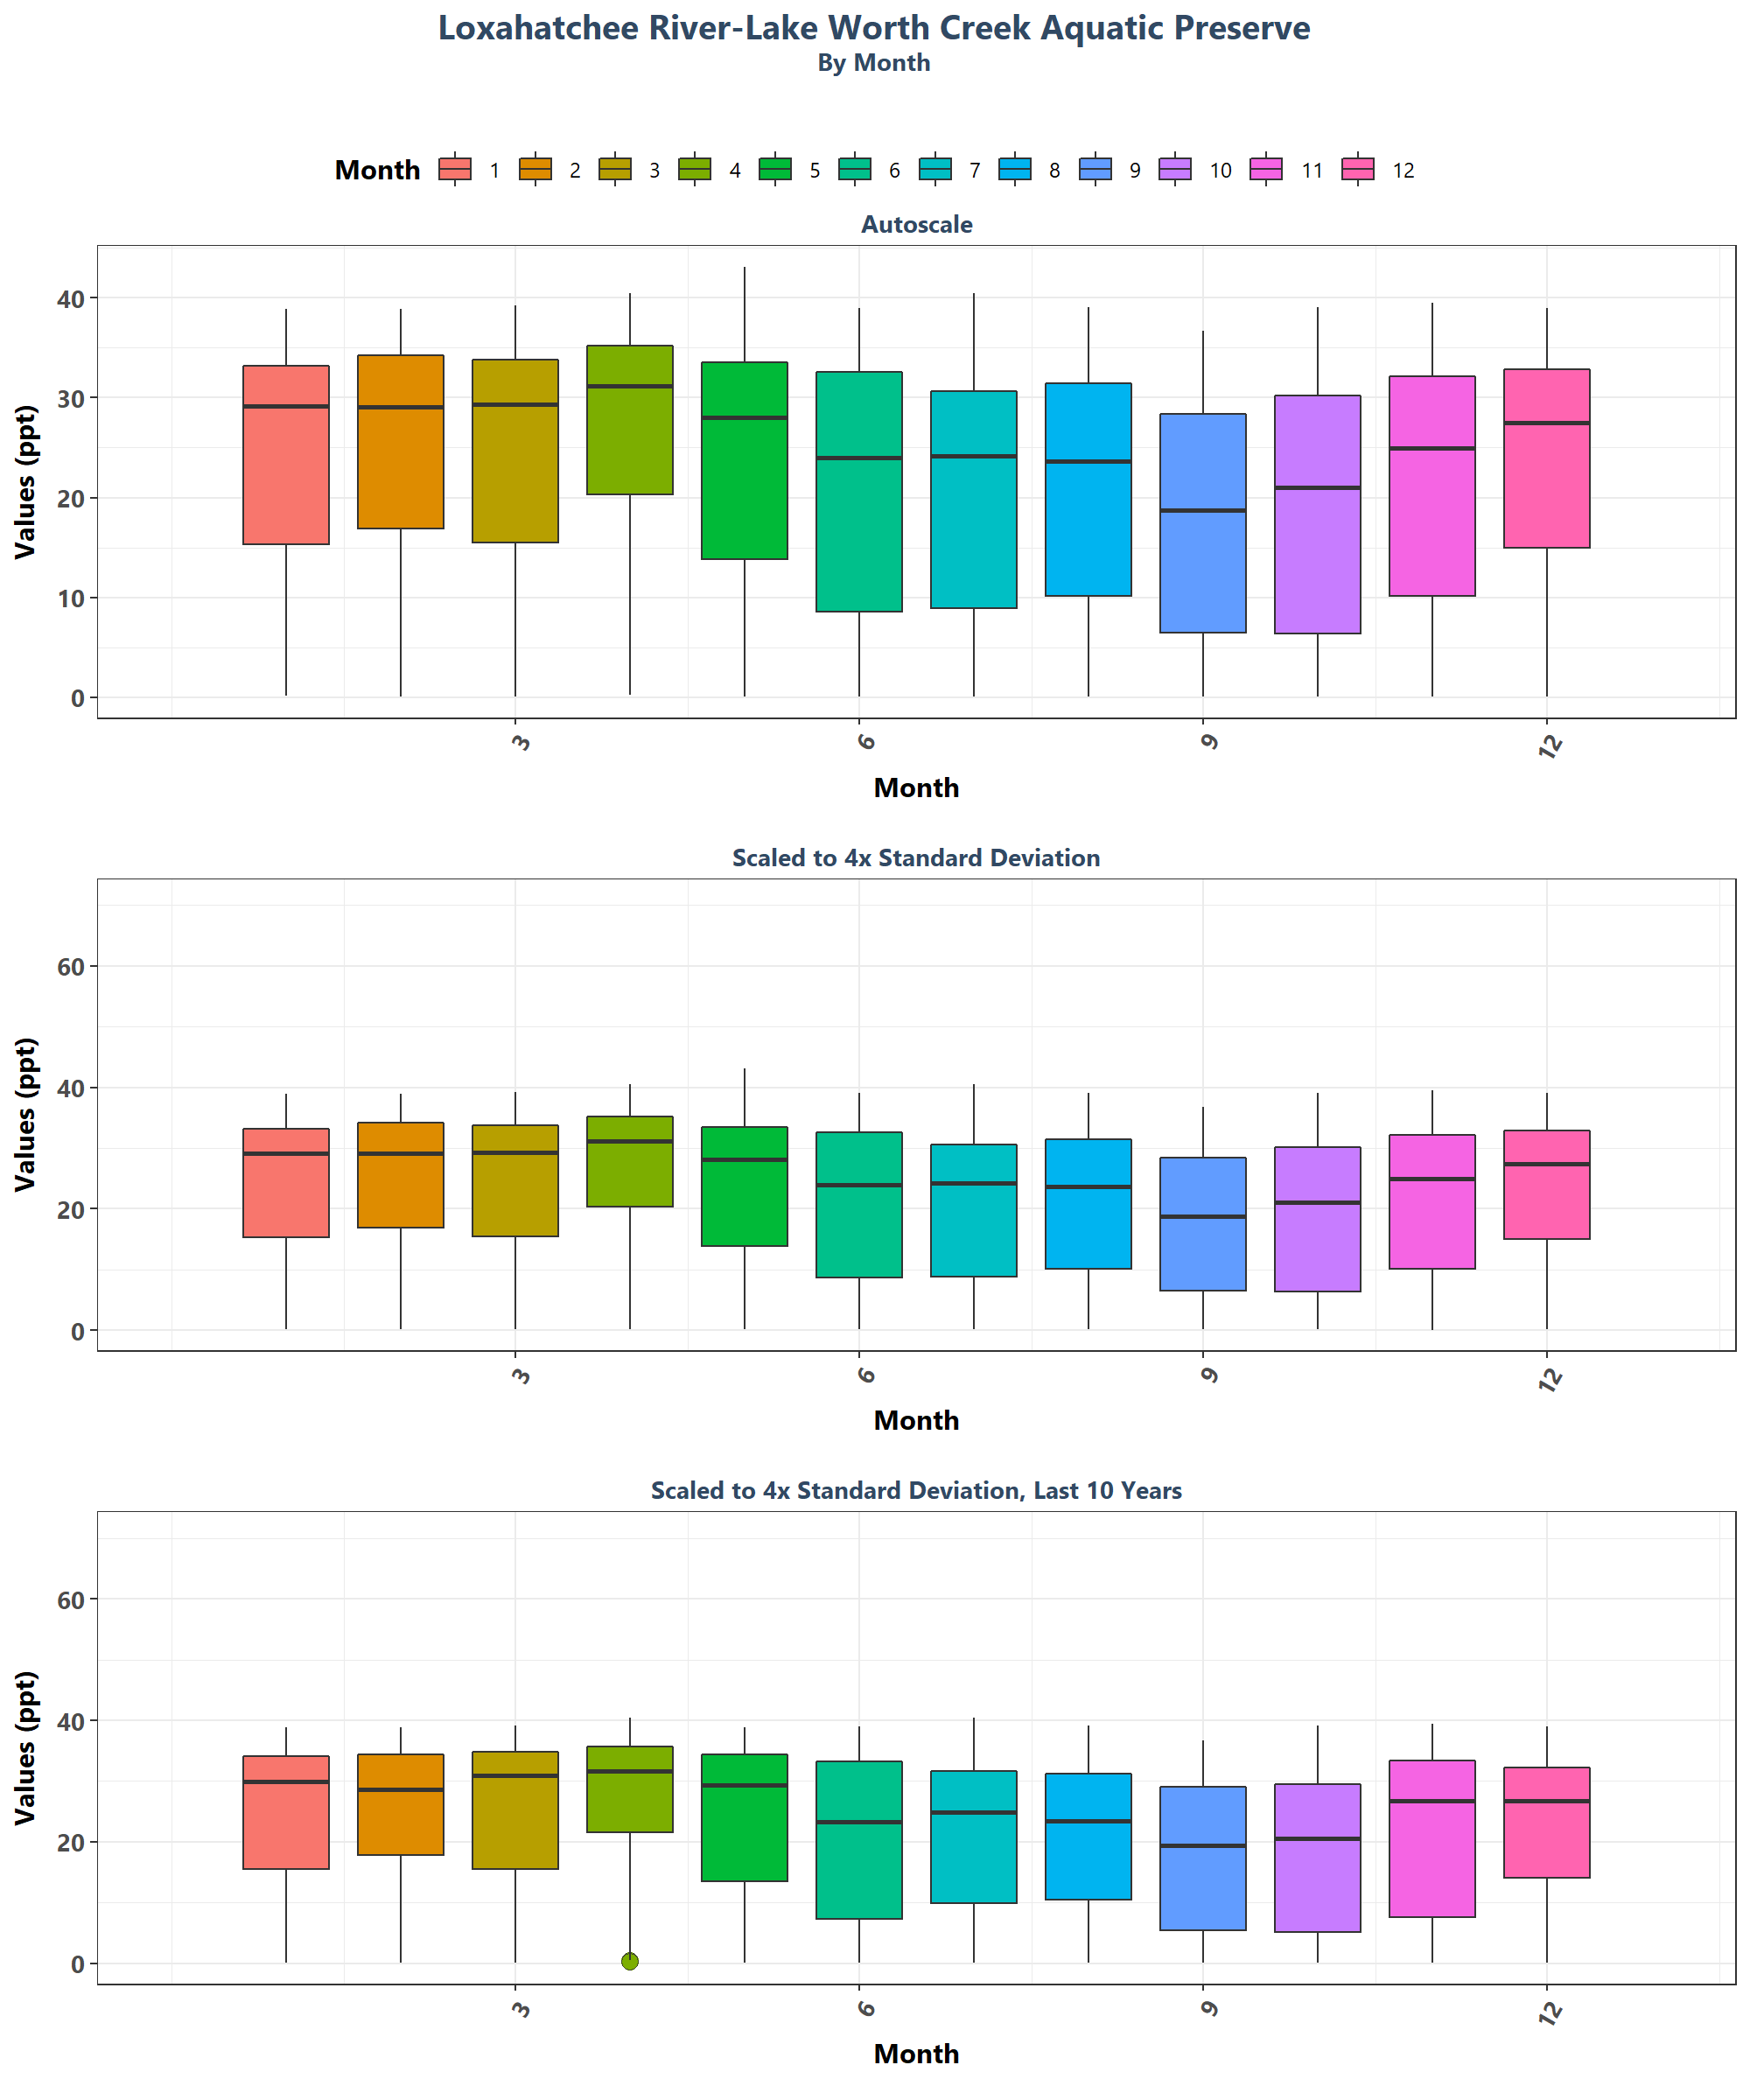 Loxahatchee River-Lake Worth Creek Aquatic Preserve
By Month
Month 1 2 3 4 5 6 7 8 9 10 11 12
Autoscale
Values (ppt)
40
30
20
10
0
3 6 9 12
Month
Scaled to 4x Standard Deviation
Values (ppt)
60
40
20
0
3 6 9 12
Month
Scaled to 4x Standard Deviation, Last 10 Years
Values (ppt)
60
40
20
0
3 6 9 12
Month